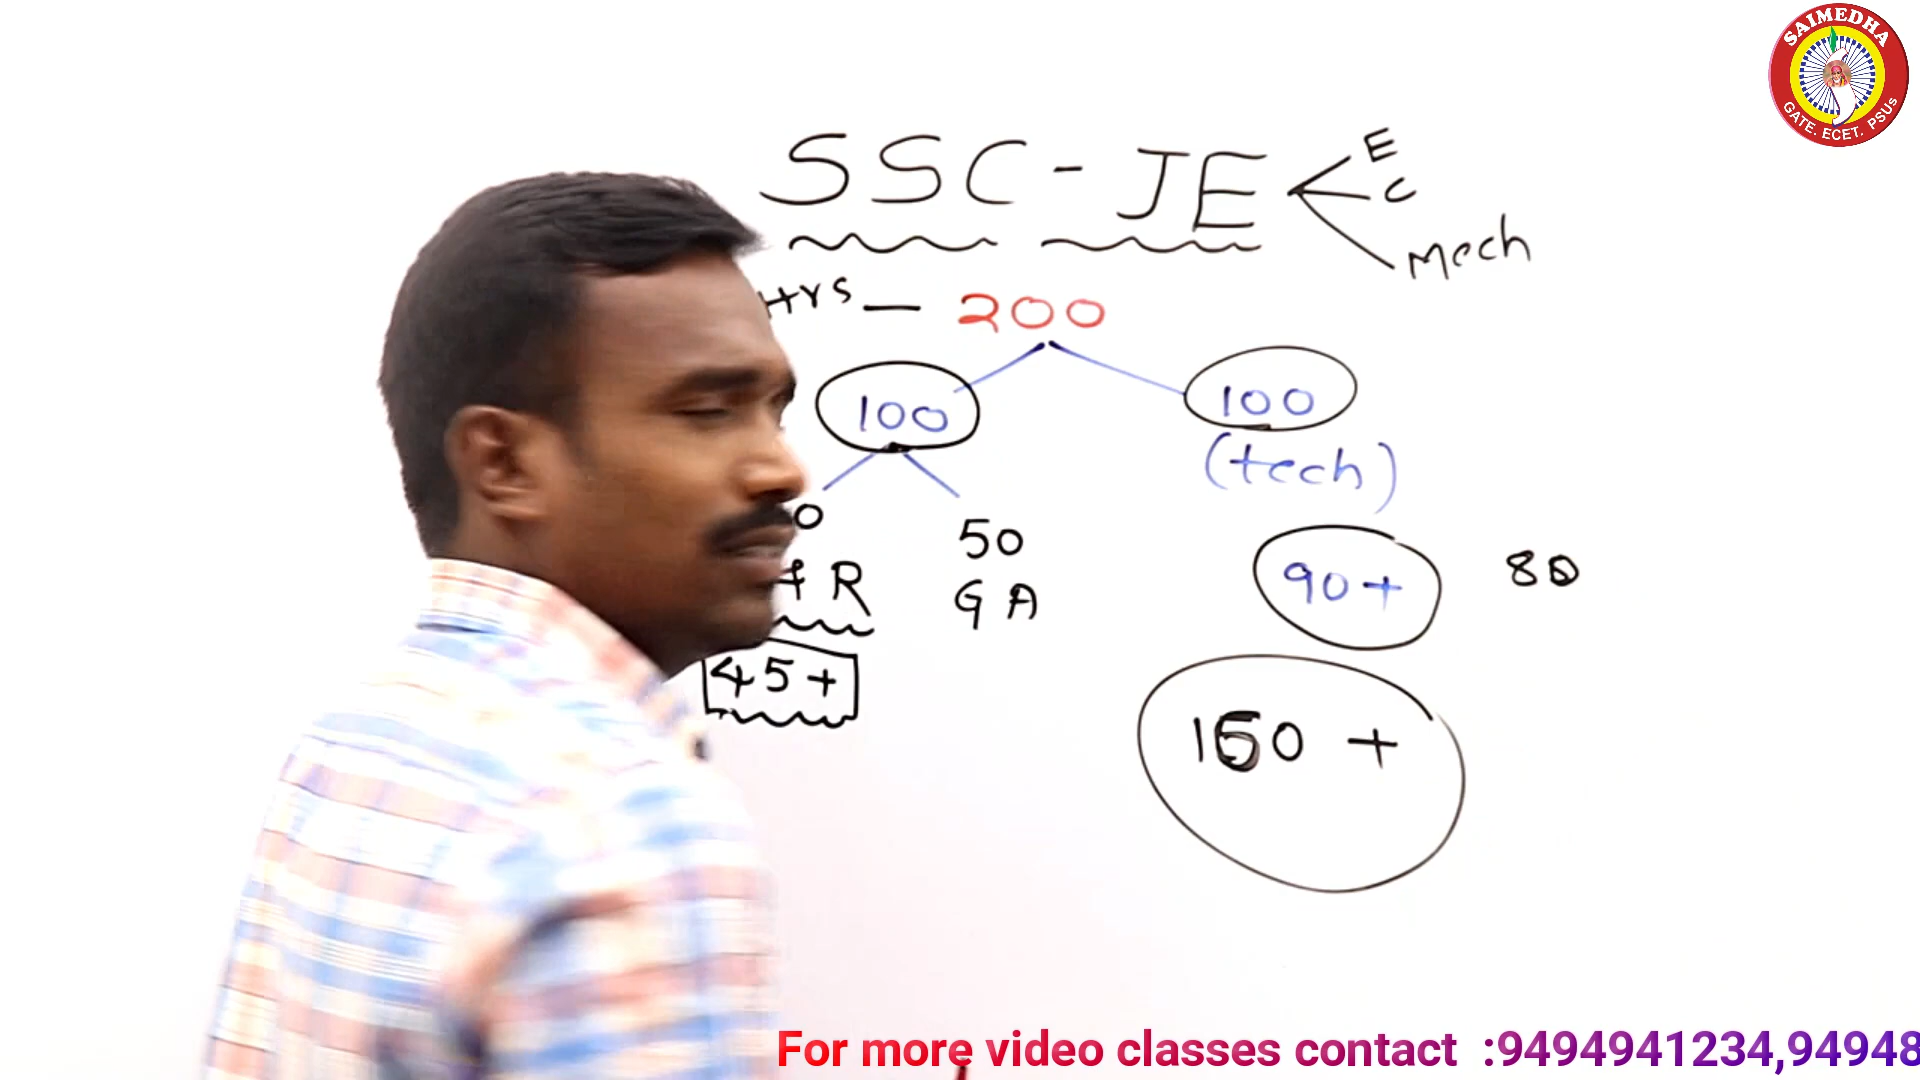 SAIMEDHA
GATE. ECET. PSUs
SSC - JE
E
C
Mech
Hrs — 200
100
100
(tech)
50
R
GA
90+
80
45+
150 +
For more video classes contact :9494941234,94948